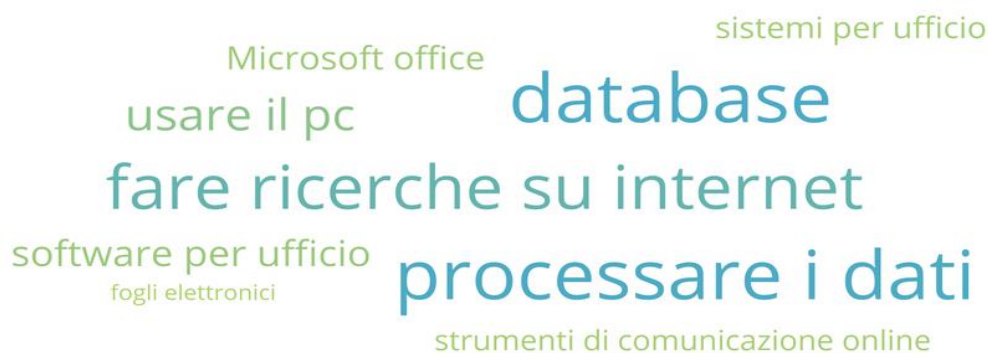 sistemi per ufficio
Microsoft office
database
usare il pc
fare ricerche su internet
software per ufficio
processare i dati
fogli elettronici
strumenti di comunicazione online